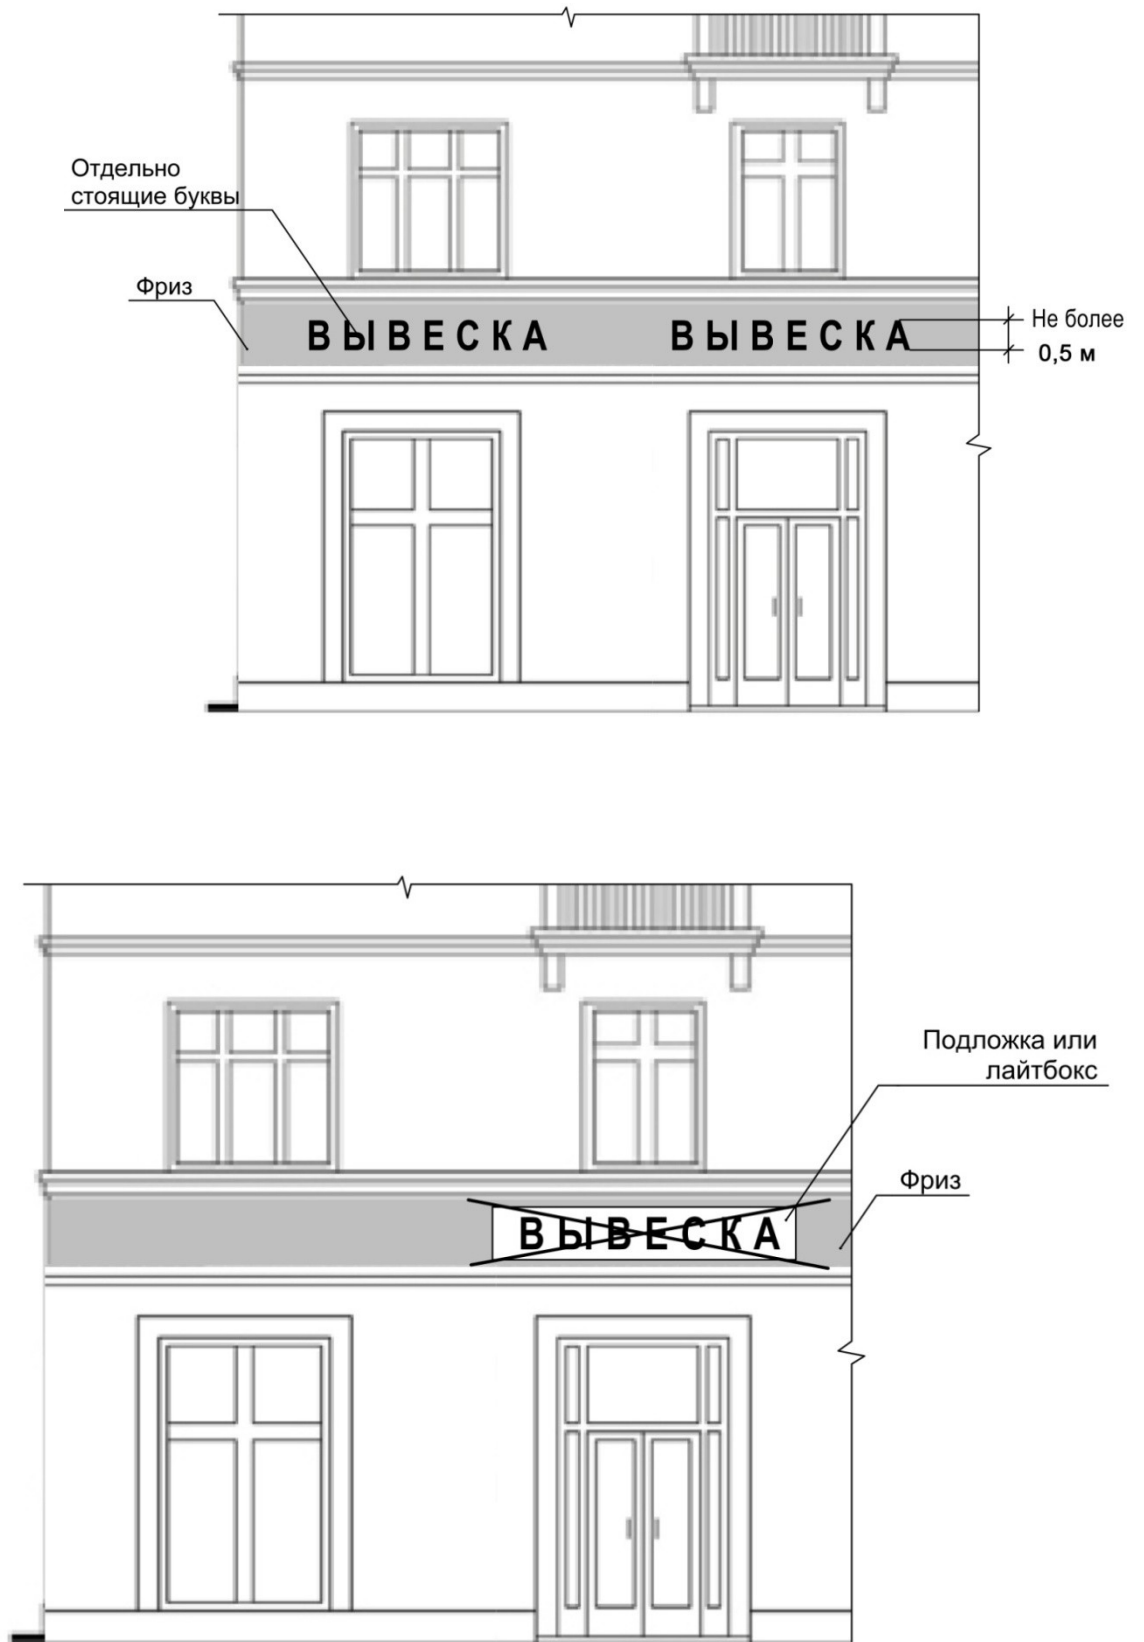 Отдельно
стоящие буквы
Фриз
ВЫВЕСКА ВЫВЕСКА
Не более
0,5 м
Подложка или
лайтбокс
Фриз
ВЫВЕСКА